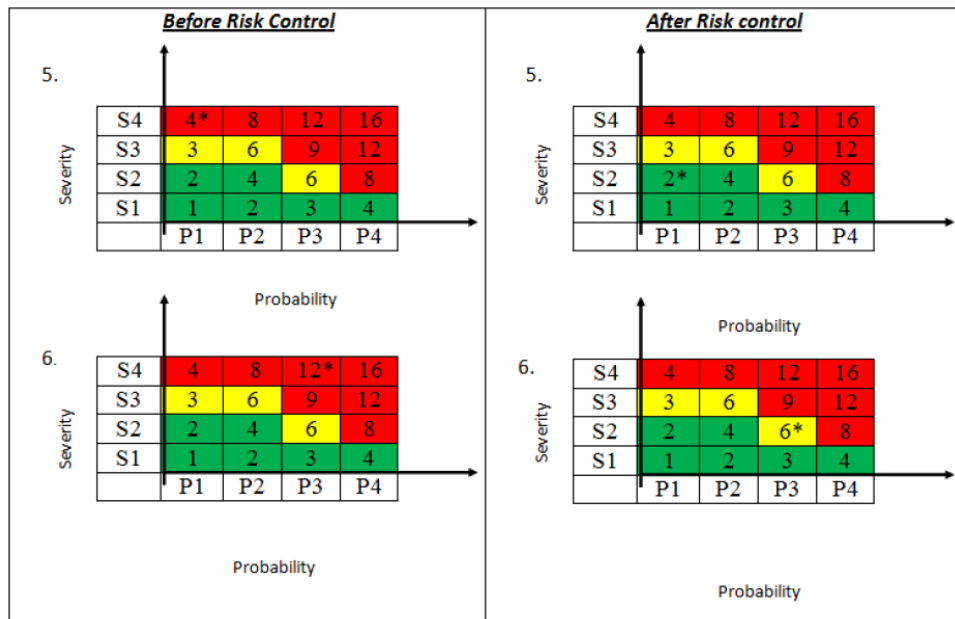 Before Risk Control
5.
Severity
S4 4* 8 12 16
S3 3 6 9 12
S2 2 4 6 8
S1 1 2 3 4
P1 P2 P3 P4
Probability
6.
Severity
S4 4 8 12* 16
S3 3 6 9 12
S2 2 4 6 8
S1 1 2 3 4
P1 P2 P3 P4
Probability
After Risk control
5.
Severity
S4 4 8 12 16
S3 3 6 9 12
S2 2* 4 6 8
S1 1 2 3 4
P1 P2 P3 P4
Probability
6.
Severity
S4 4 8 12 16
S3 3 6 9 12
S2 2 4 6* 8
S1 1 2 3 4
P1 P2 P3 P4
Probability